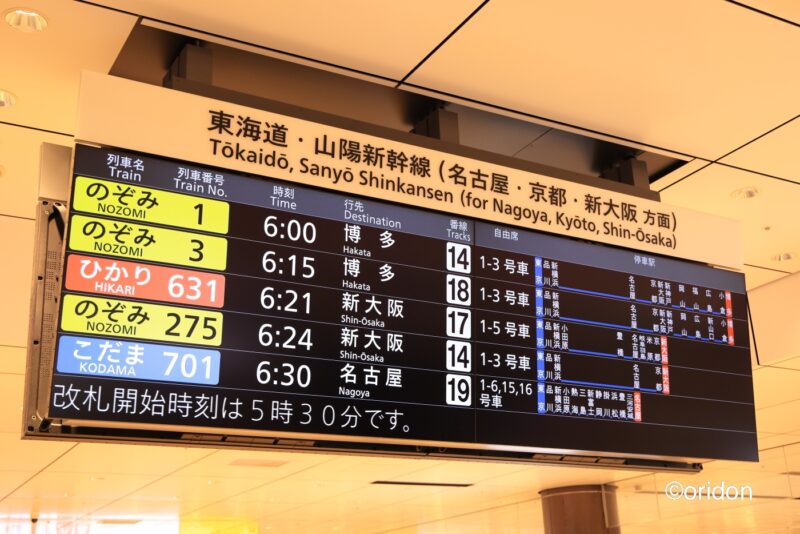 東海道・山陽新幹線(名古屋・京都・新大阪 方面)
Tōkaidō, Sanyō Shinkansen (for Nagoya, Kyōto, Shin-Ōsaka)
列車名 列車番号 時刻 行先 番線 自由席 停車駅
Train Train No. Time Destination Tracks
のぞみ 1 6:00 博多 14 1-3 号車
NOZOMI Hakata
のぞみ 3 6:15 博多 18 1-3 号車
NOZOMI Hakata
ひかり 631 6:21 新大阪 17 1-5 号車
HIKARI Shin-Ōsaka
のぞみ 275 6:24 新大阪 14 1-3 号車
NOZOMI Shin-Ōsaka
こだま 701 6:30 名古屋 19 1-6,15,16 号車
KODAMA Nagoya
改札開始時刻は5時30分です。
©oridon